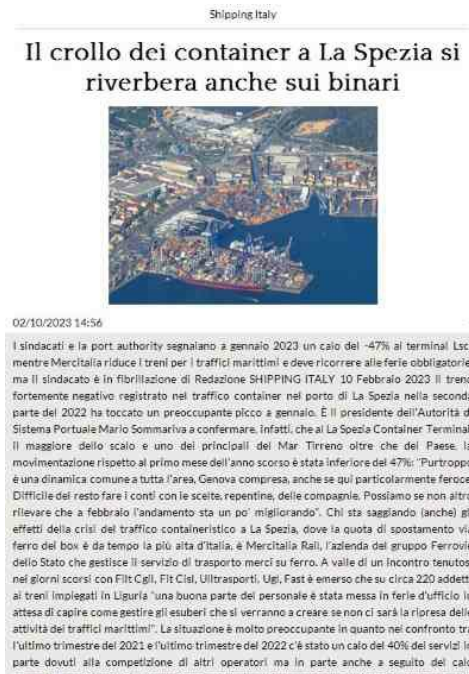 Shipping Italy
Il crollo dei container a La Spezia si
riverbera anche sui binari
02/10/2023 14:56
I sindacati e la port authority segnalano a gennaio 2023 un calo del -47% al terminal Lsct
mentre Mercitalia riduce i treni per i traffici marittimi e deve ricorrere alle ferie obbligatorie
ma il sindacato è in fibrillazione di Redazione SHIPPING ITALY 10 Febbraio 2023 Il trend
fortemente negativo registrato nel traffico container nel porto di La Spezia nella seconda
parte del 2022 ha toccato un preoccupante picco a gennaio. È il presidente dell'Autorità di
Sistema Portuale Mario Sommariva a confermare, infatti, che al La Spezia Container Terminal,
il maggiore dello scalo e uno dei principali del Mar Tirreno oltre che del Paese, la
movimentazione rispetto al primo mese dell'anno scorso è stata inferiore del 47%: "Purtroppo
è una dinamica comune a tutta l'area, Genova compresa, anche se qui particolarmente feroce.
Difficile del resto fare i conti con le scelte, repentine, delle compagnie. Possiamo se non altro
rilevare che a febbraio l'andamento sta un po' migliorando". Chi sta saggiando (anche) gli
effetti della crisi del traffico containeristico a La Spezia, dove la quota di spostamento via
ferro dei box è da tempo la più alta d'Italia, è Mercitalia Rail, l'azienda del gruppo Ferrovie
dello Stato che gestisce il servizio di trasporto merci su ferro. A valle di un incontro tenutosi
nei giorni scorsi con Filt Cgil, Fit Cisl, Uiltrasporti, Ugl, Fast è emerso che su circa 220 addetti
ai treni impiegati in Liguria "una buona parte del personale è stata messa in ferie d'ufficio in
attesa di capire come gestire gli esuberi che si verranno a creare se non ci sarà la ripresa delle
attività dei traffici marittimi". La situazione è molto preoccupante in quanto nel confronto tra
l'ultimo trimestre del 2021 e l'ultimo trimestre del 2022 c'è stato un calo del 40% dei servizi in
parte dovuti alla competizione di altri operatori ma in parte anche a seguito del calo